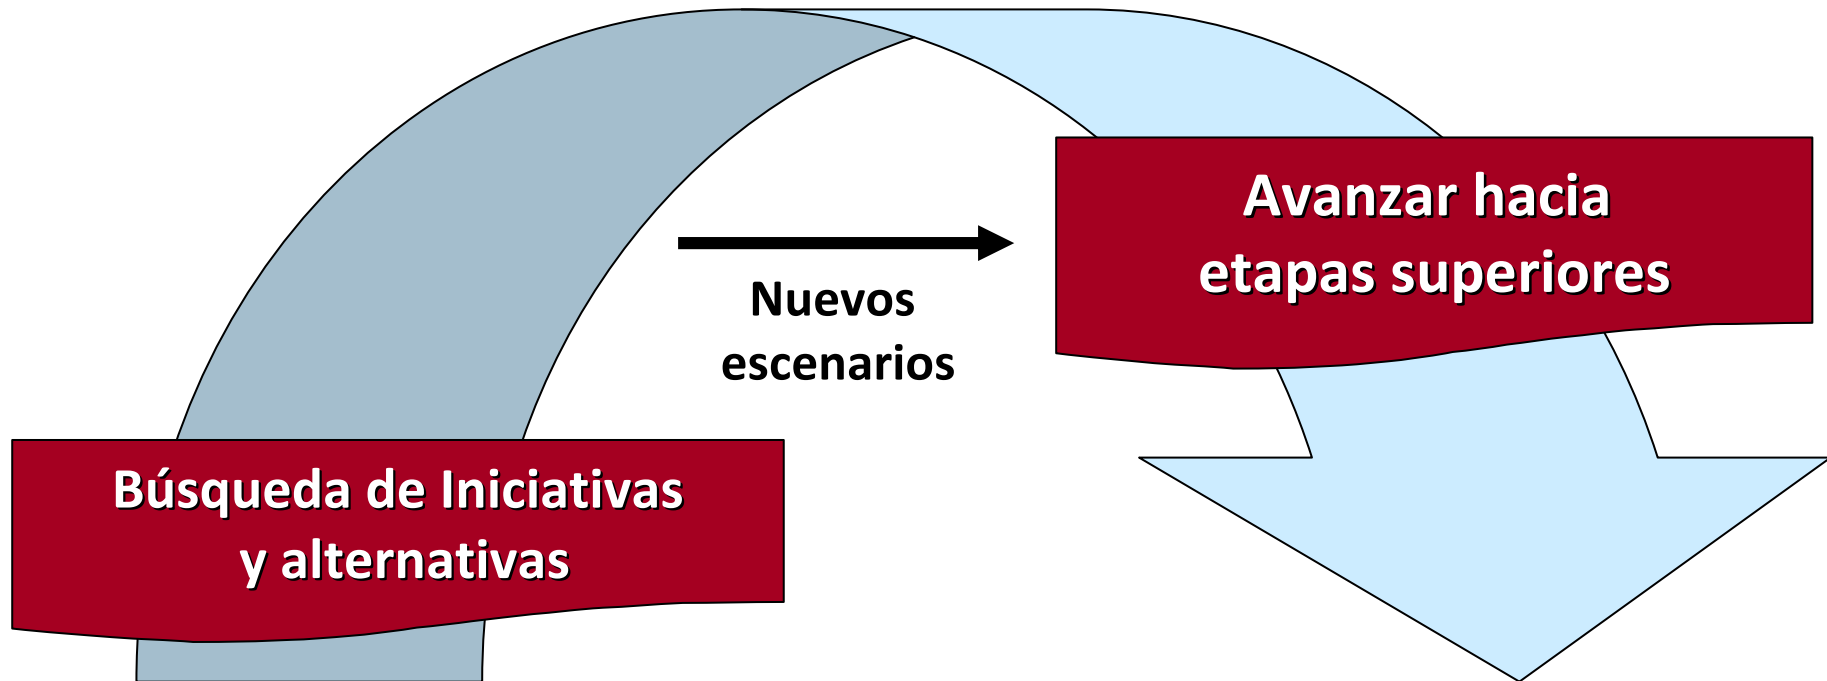 Avanzar hacia
etapas superiores
Nuevos
escenarios
Búsqueda de Iniciativas
y alternativas